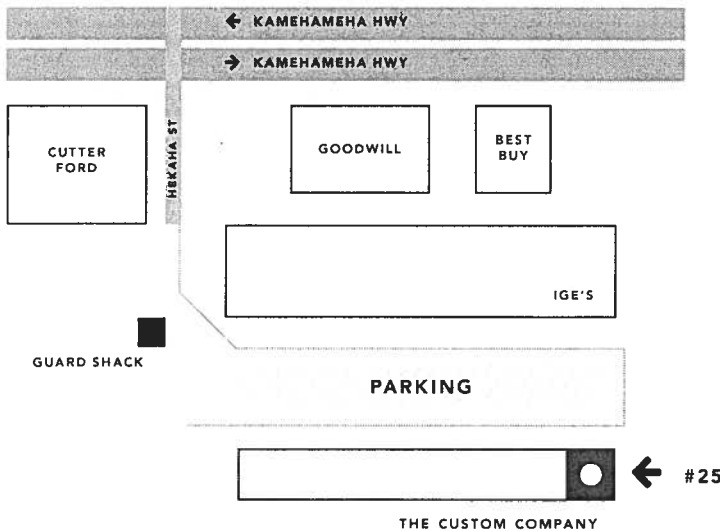 ← KAMEHAMEHA HWY
→ KAMEHAMEHA HWY
HEKAHA ST
CUTTER
FORD
GOODWILL
BEST
BUY
IGE'S
GUARD SHACK
PARKING
← #25
THE CUSTOM COMPANY